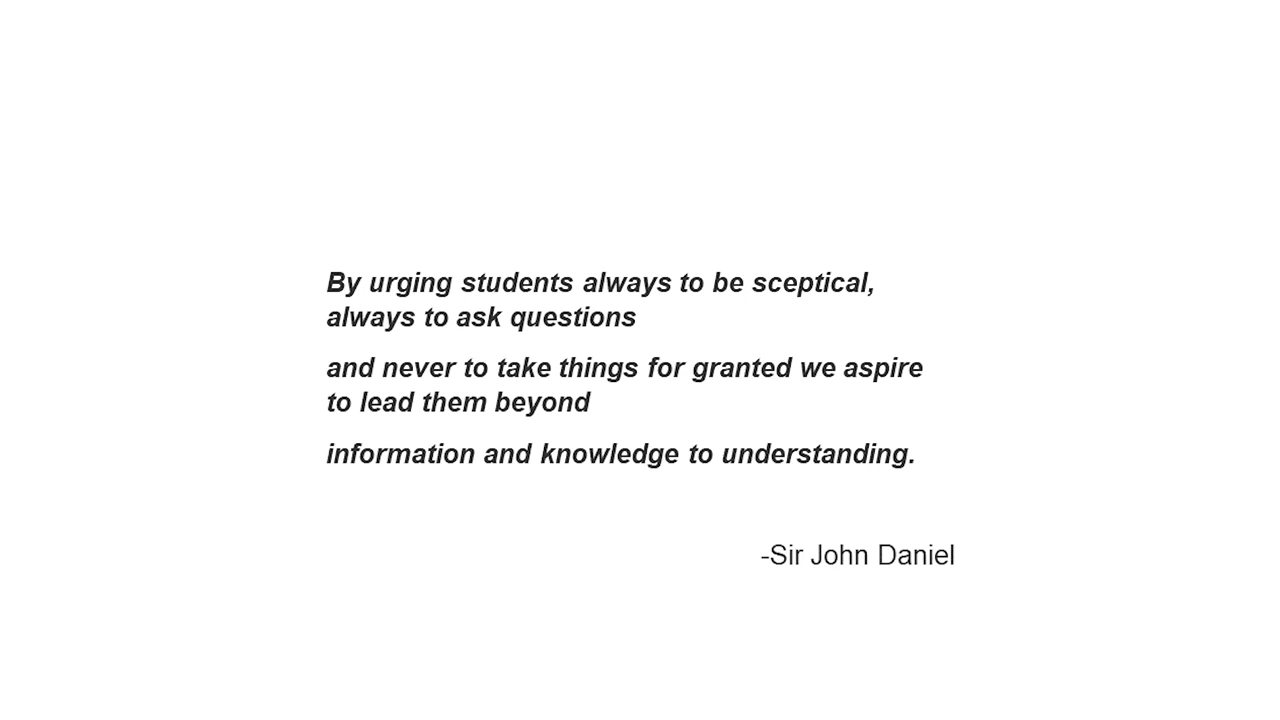 By urging students always to be sceptical,
always to ask questions
and never to take things for granted we aspire
to lead them beyond
information and knowledge to understanding.
-Sir John Daniel